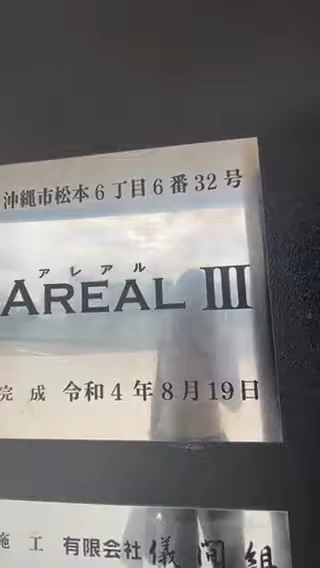 沖縄市松本6丁目6番32号
アレアル
AREAL III
完成 令和4年8月19日
施工 有限会社 儀間組